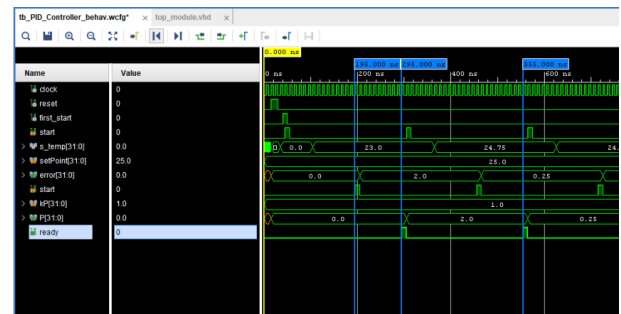 tb_PID_Controller_behav.wcfg* × top_module.vhd ×
0.000 ns
195.000 ns 295.000 ns 555.000 ns
Name Value 0 ns 200 ns 400 ns 600 ns
clock 0
reset 0
first_start 0
start 0
s_temp[31:0] 0.0 0.0 23.0 24.75 24.
setPoint[31:0] 25.0 25.0
error[31:0] 0.0 0.0 2.0 0.25
start 0
kP[31:0] 1.0 1.0
P[31:0] 0.0 0.0 2.0 0.25
ready 0